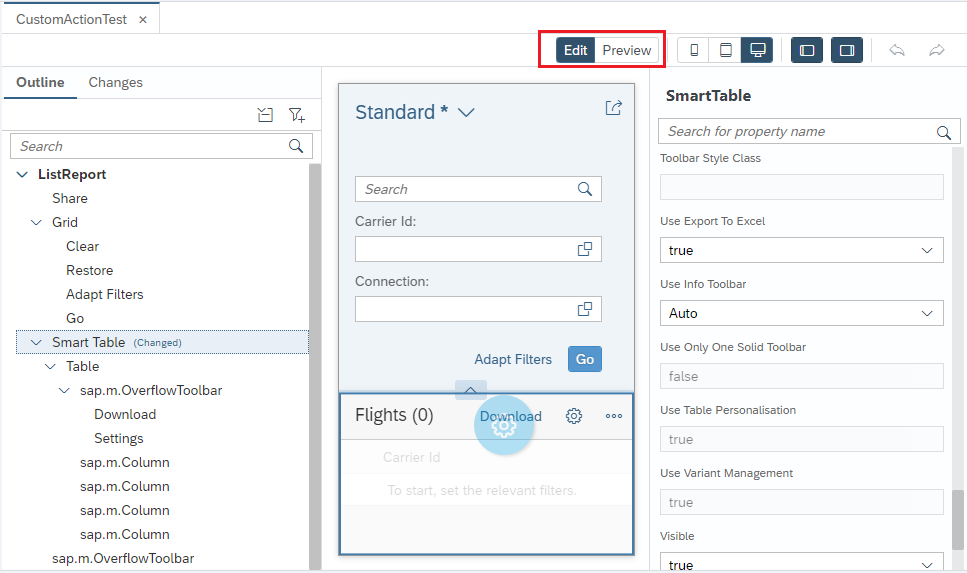 CustomActionTest ×
Edit Preview
Outline Changes
Search
ListReport
Share
Grid
Clear
Restore
Adapt Filters
Go
Smart Table (Changed)
Table
sap.m.OverflowToolbar
Download
Settings
sap.m.Column
sap.m.Column
sap.m.Column
sap.m.Column
sap.m.OverflowToolbar
Standard *
Search
Carrier Id:
Connection:
Adapt Filters Go
Flights (0) Download
Carrier Id
To start, set the relevant filters.
SmartTable
Search for property name
Toolbar Style Class
Use Export To Excel
true
Use Info Toolbar
Auto
Use Only One Solid Toolbar
false
Use Table Personalisation
true
Use Variant Management
true
Visible
true